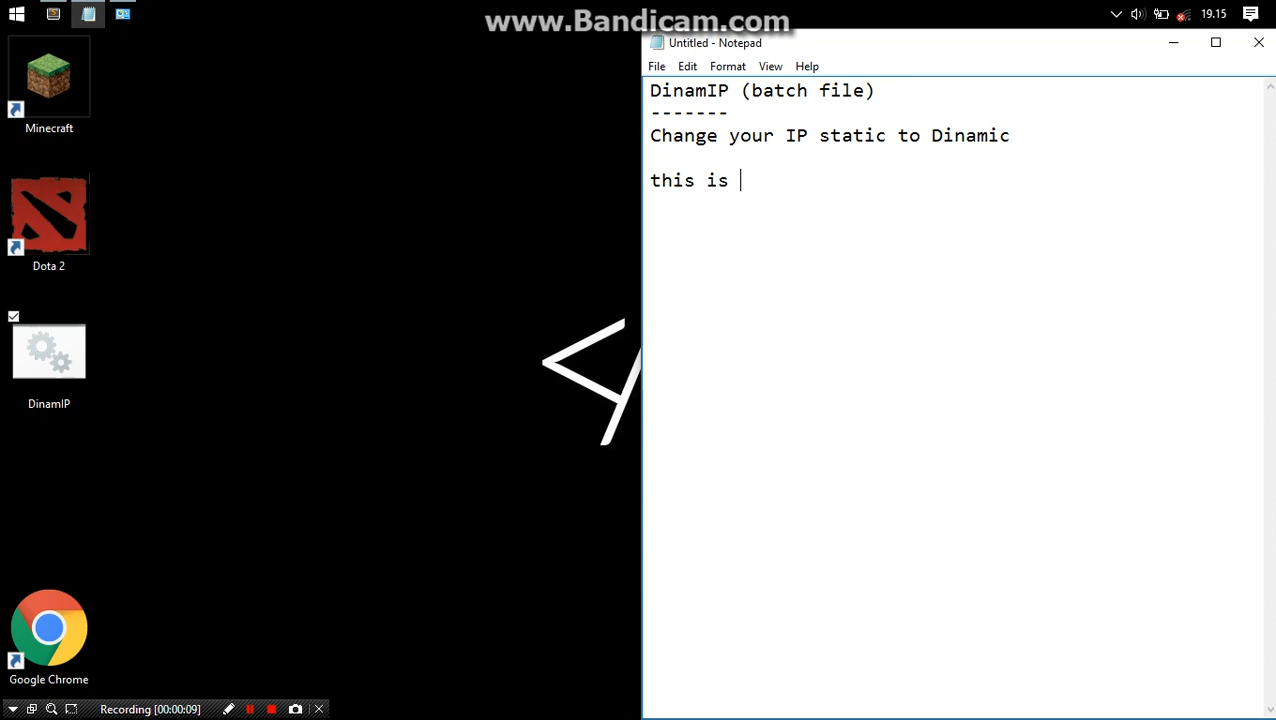 www.Bandicam.com
19.15
Untitled - Notepad
File Edit Format View Help
DinamIP (batch file)
-------
Change your IP static to Dinamic
this is
Minecraft
Dota 2
DinamIP
Google Chrome
Recording [00:00:09]